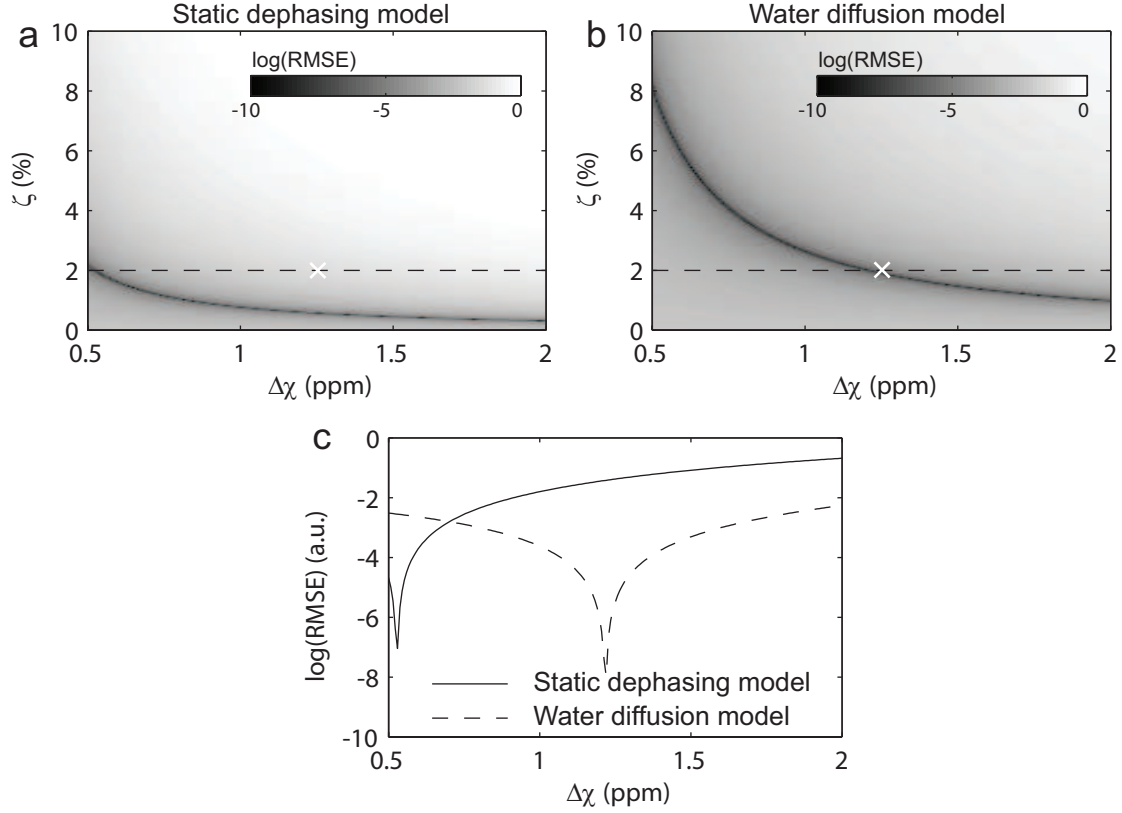 a
Static dephasing model
10
8
6
4
2
0
ζ (%)
log(RMSE)
-10
-5
0
0.5
1
1.5
2
Δχ (ppm)
b
Water diffusion model
10
8
6
4
2
0
ζ (%)
log(RMSE)
-10
-5
0
0.5
1
1.5
2
Δχ (ppm)
c
0
-2
-4
-6
-8
-10
log(RMSE) (a.u.)
Static dephasing model
Water diffusion model
0.5
1
1.5
2
Δχ (ppm)